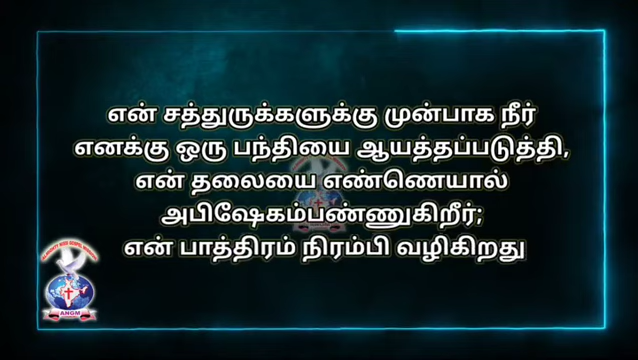 என் சத்துருக்களுக்கு முன்பாக நீர்
எனக்கு ஒரு பந்தியை ஆயத்தப்படுத்தி,
என் தலையை எண்ணெயால்
அபிஷேகம்பண்ணுகிறீர்;
என் பாத்திரம் நிரம்பி வழிகிறது
ANGM